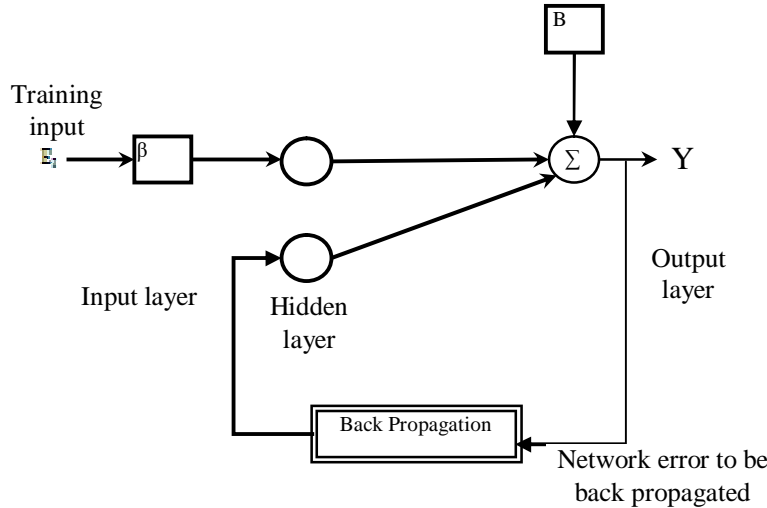 B
Training
input
β
Σ
Y
Input layer
Hidden
layer
Output
layer
Back Propagation
Network error to be
back propagated